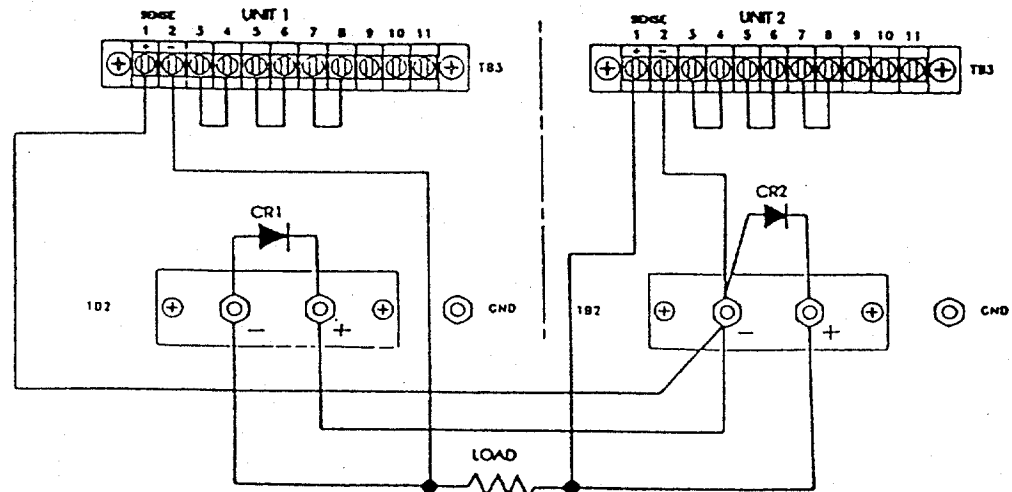 SENSE UNIT 1
1 2 3 4 5 6 7 8 9 10 11
+ −
TB3
SENSE UNIT 2
1 2 3 4 5 6 7 8 9 10 11
+ −
TB3
CR1
CR2
− +
GND
− +
GND
LOAD